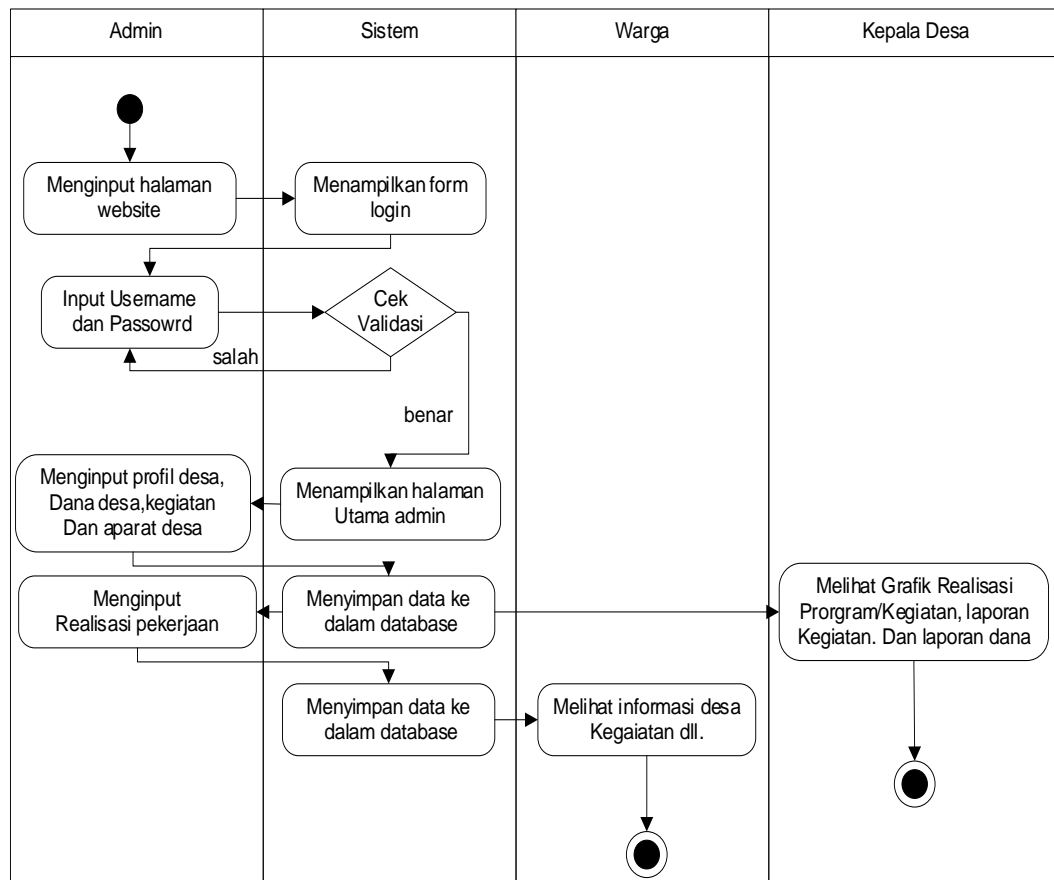 Admin
Sistem
Warga
Kepala Desa
Menginput halaman
website
Menampilkan form
login
Input Username
dan Passowrd
Cek
Validasi
salah
benar
Menginput profil desa,
Dana desa,kegiatan
Dan aparat desa
Menampilkan halaman
Utama admin
Menginput
Realisasi pekerjaan
Menyimpan data ke
dalam database
Melihat Grafik Realisasi
Prorgram/Kegiatan, laporan
Kegiatan. Dan laporan dana
Menyimpan data ke
dalam database
Melihat informasi desa
Kegaiatan dll.